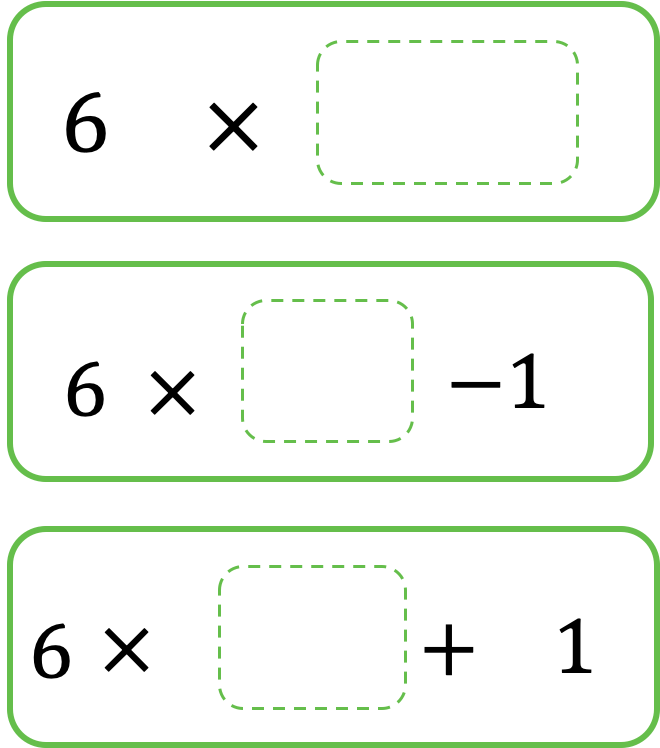 6 ×
6 × −1
6 × + 1